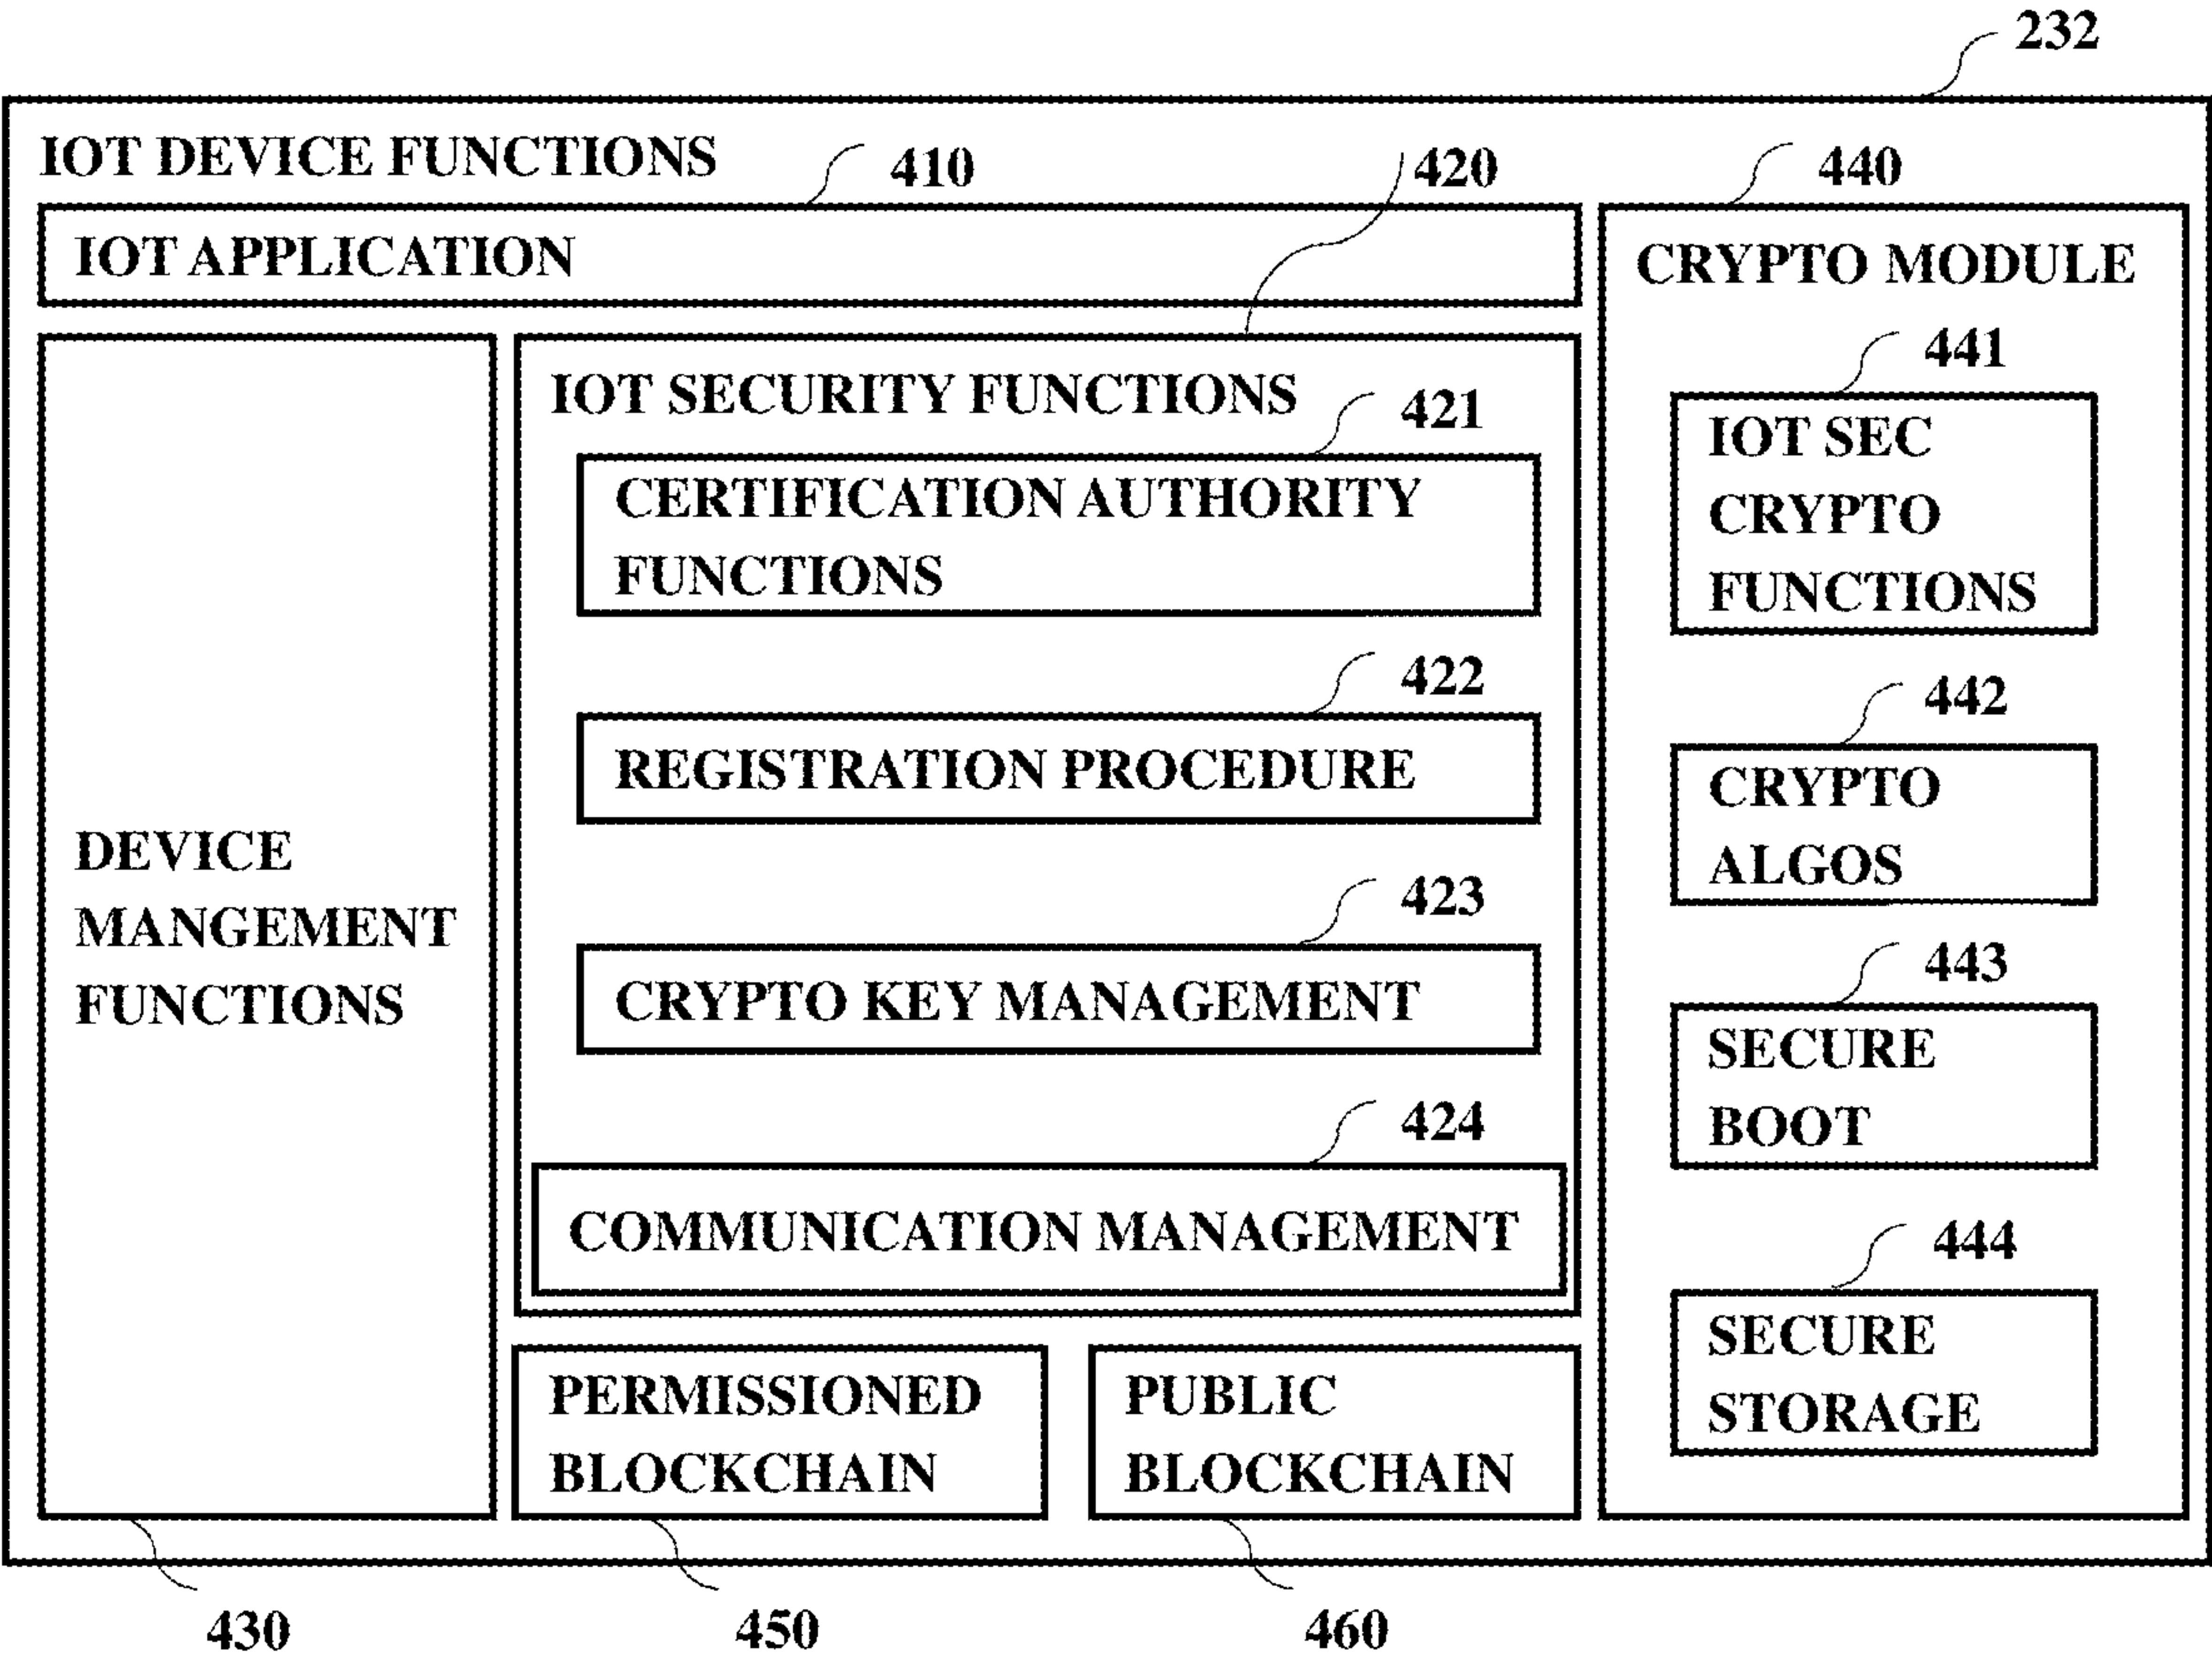 232
IOT DEVICE FUNCTIONS
410
420
440
IOT APPLICATION
CRYPTO MODULE
DEVICE
MANGEMENT
FUNCTIONS
430
IOT SECURITY FUNCTIONS
421
CERTIFICATION AUTHORITY
FUNCTIONS
422
REGISTRATION PROCEDURE
423
CRYPTO KEY MANAGEMENT
424
COMMUNICATION MANAGEMENT
PERMISSIONED
BLOCKCHAIN
450
PUBLIC
BLOCKCHAIN
460
441
IOT SEC
CRYPTO
FUNCTIONS
442
CRYPTO
ALGOS
443
SECURE
BOOT
444
SECURE
STORAGE